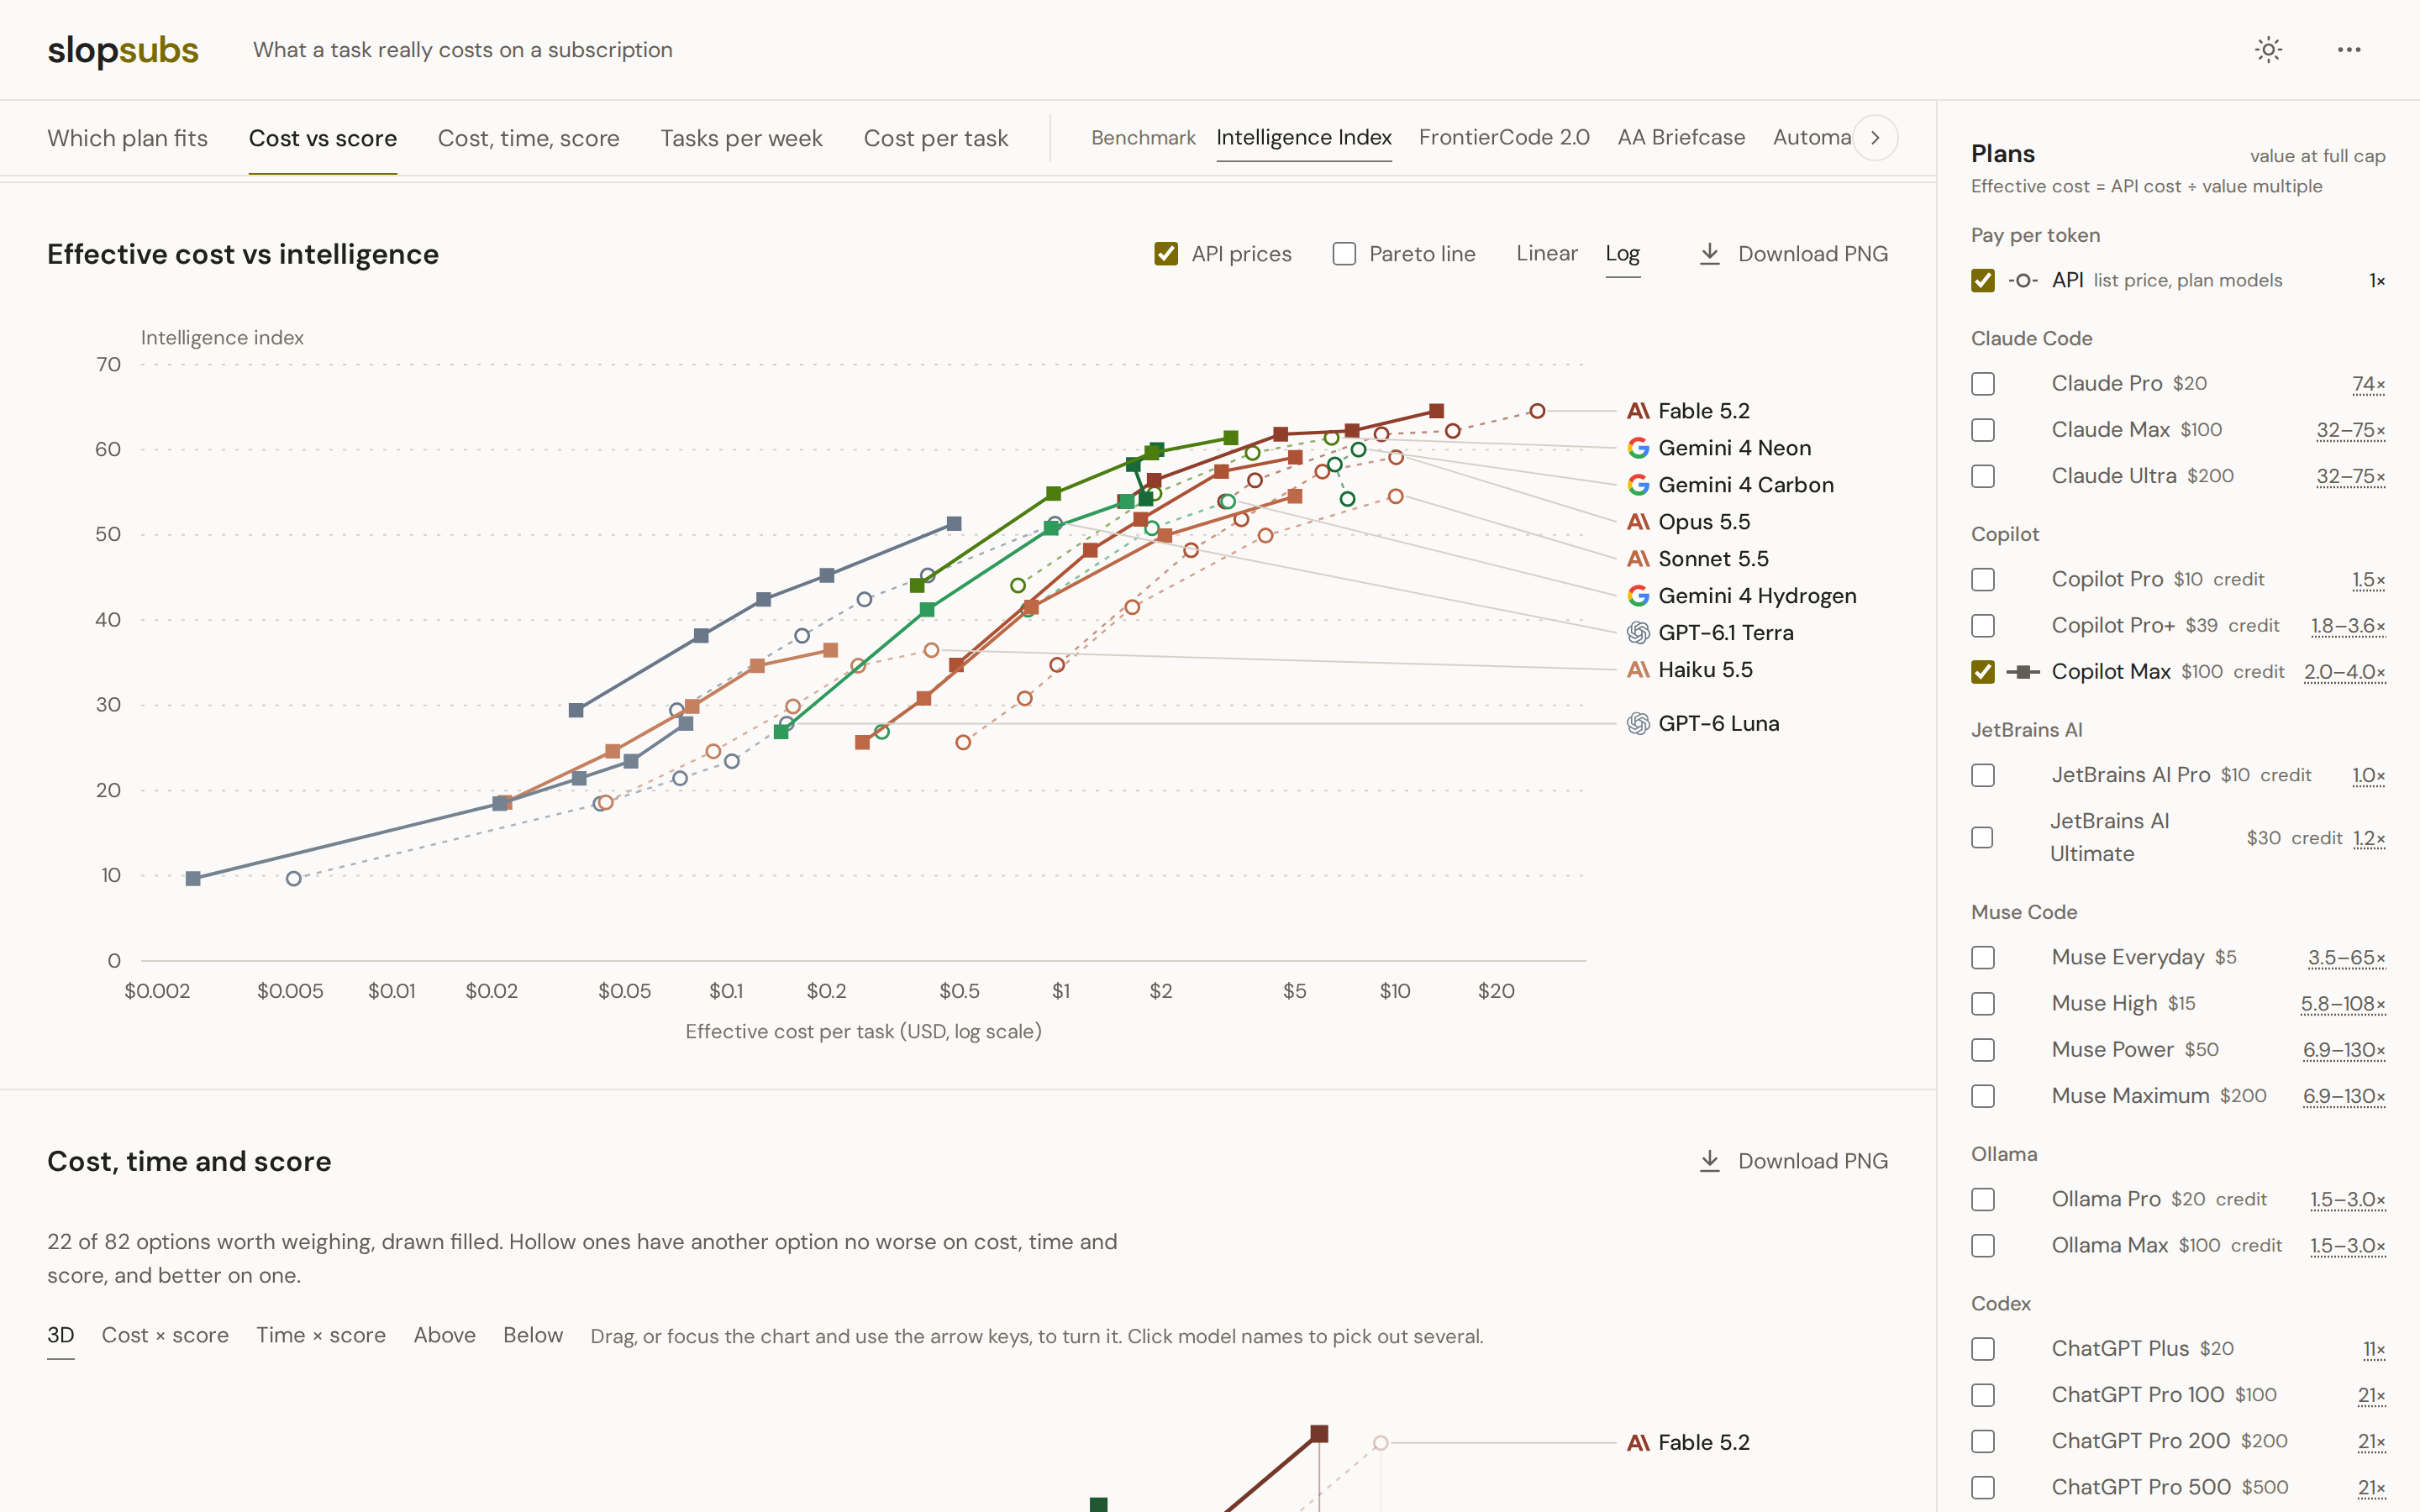 slopsubs
What a task really costs on a subscription
Which plan fits
Cost vs score
Cost, time, score
Tasks per week
Cost per task
Benchmark
Intelligence Index
FrontierCode 2.0
AA Briefcase
Automa
Effective cost vs intelligence
API prices
Pareto line
Linear
Log
Download PNG
Intelligence index
70
60
50
40
30
20
10
0
$0.002
$0.005
$0.01
$0.02
$0.05
$0.1
$0.2
$0.5
$1
$2
$5
$10
$20
Effective cost per task (USD, log scale)
Fable 5.2
Gemini 4 Neon
Gemini 4 Carbon
Opus 5.5
Sonnet 5.5
Gemini 4 Hydrogen
GPT-6.1 Terra
Haiku 5.5
GPT-6 Luna
Cost, time and score
Download PNG
22 of 82 options worth weighing, drawn filled. Hollow ones have another option no worse on cost, time and
score, and better on one.
3D
Cost × score
Time × score
Above
Below
Drag, or focus the chart and use the arrow keys, to turn it. Click model names to pick out several.
Fable 5.2
Plans
value at full cap
Effective cost = API cost ÷ value multiple
Pay per token
API list price, plan models 1×
Claude Code
Claude Pro $20 74×
Claude Max $100 32–75×
Claude Ultra $200 32–75×
Copilot
Copilot Pro $10 credit 1.5×
Copilot Pro+ $39 credit 1.8–3.6×
Copilot Max $100 credit 2.0–4.0×
JetBrains AI
JetBrains AI Pro $10 credit 1.0×
JetBrains AI
Ultimate
$30 credit 1.2×
Muse Code
Muse Everyday $5 3.5–65×
Muse High $15 5.8–108×
Muse Power $50 6.9–130×
Muse Maximum $200 6.9–130×
Ollama
Ollama Pro $20 credit 1.5–3.0×
Ollama Max $100 credit 1.5–3.0×
Codex
ChatGPT Plus $20 11×
ChatGPT Pro 100 $100 21×
ChatGPT Pro 200 $200 21×
ChatGPT Pro 500 $500 21×